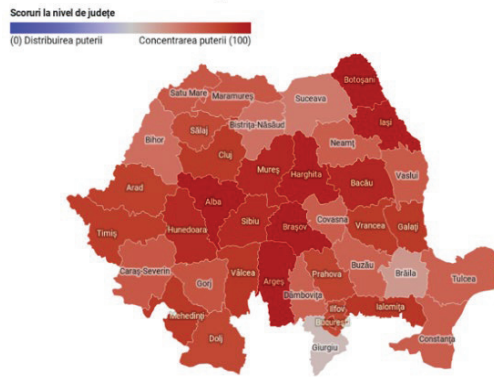 Scoruri la nivel de județe
(0) Distribuirea puterii Concentrarea puterii (100)
Botoșani
Satu Mare
Maramureș
Suceava
Iași
Sălaj
Bistrița-Năsăud
Neamț
Bihor
Cluj
Mureș
Harghita
Bacău
Vaslui
Arad
Alba
Timiș
Hunedoara
Sibiu
Brașov
Covasna
Vrancea
Galați
Caraș-Severin
Gorj
Vâlcea
Argeș
Prahova
Buzău
Brăila
Tulcea
Dâmbovița
Mehedinți
Ilfov
București
Ialomița
Dolj
Giurgiu
Constanța